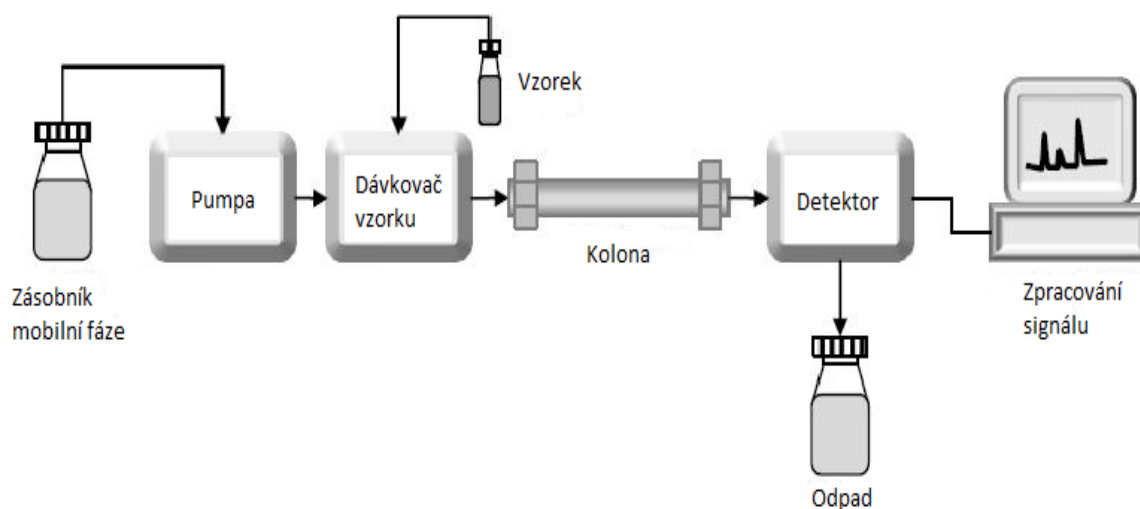 Vzorek
Pumpa
Dávkovač
vzorku
Detektor
Kolona
Zásobník
mobilní fáze
Zpracování
signálu
Odpad